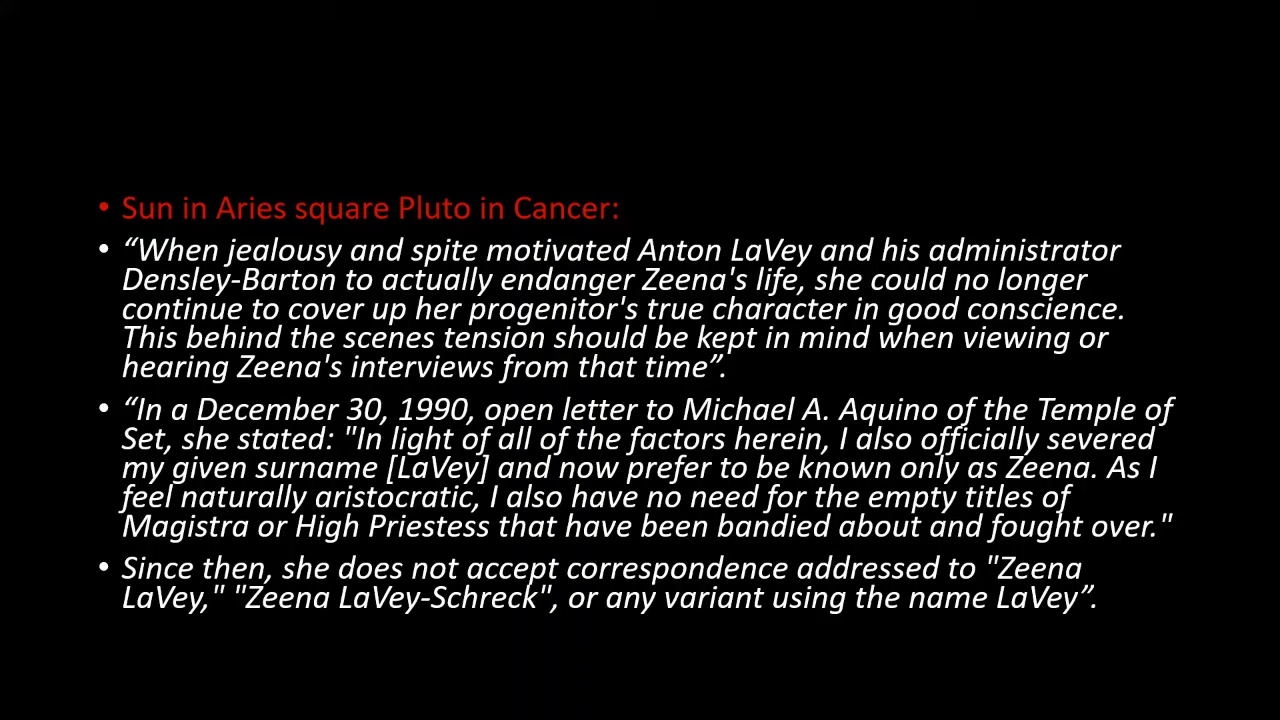 • Sun in Aries square Pluto in Cancer:
• “When jealousy and spite motivated Anton LaVey and his administrator
Densley-Barton to actually endanger Zeena's life, she could no longer
continue to cover up her progenitor's true character in good conscience.
This behind the scenes tension should be kept in mind when viewing or
hearing Zeena's interviews from that time”.
• “In a December 30, 1990, open letter to Michael A. Aquino of the Temple of
Set, she stated: "In light of all of the factors herein, I also officially severed
my given surname [LaVey] and now prefer to be known only as Zeena. As I
feel naturally aristocratic, I also have no need for the empty titles of
Magistra or High Priestess that have been bandied about and fought over."
• Since then, she does not accept correspondence addressed to "Zeena
LaVey," "Zeena LaVey-Schreck", or any variant using the name LaVey”.